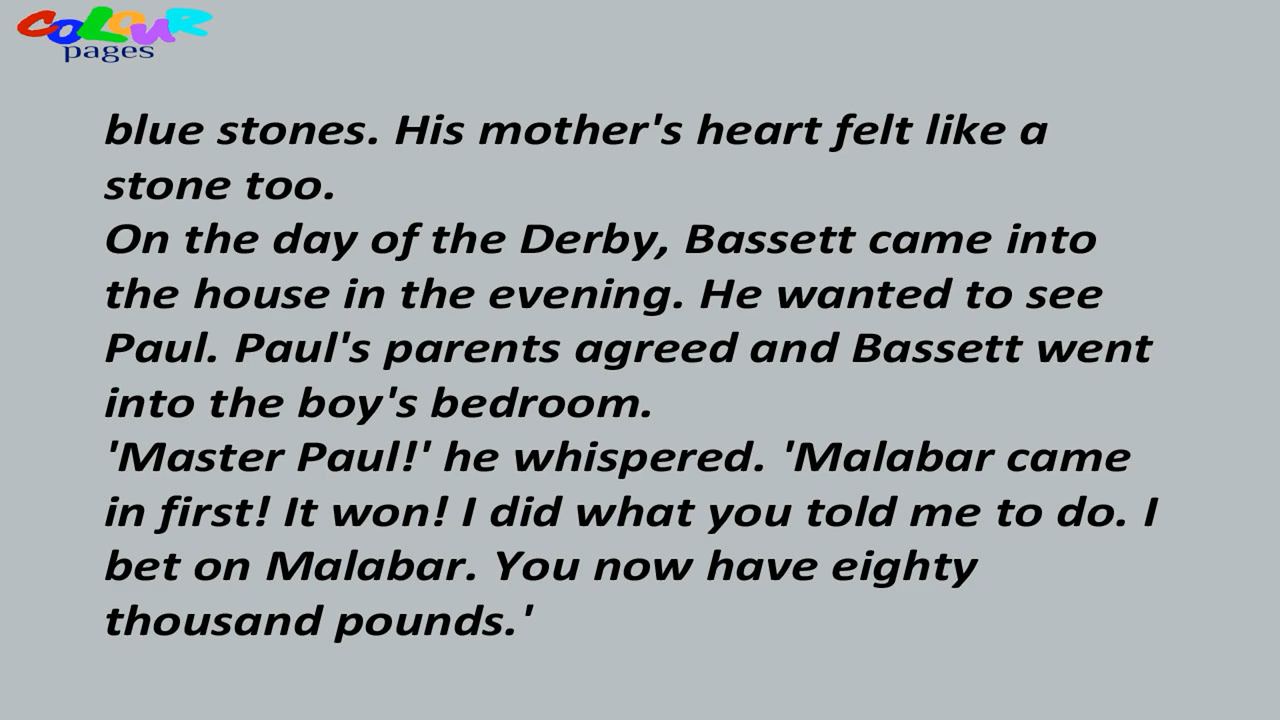 COLOUR
pages
blue stones. His mother's heart felt like a
stone too.
On the day of the Derby, Bassett came into
the house in the evening. He wanted to see
Paul. Paul's parents agreed and Bassett went
into the boy's bedroom.
'Master Paul!' he whispered. 'Malabar came
in first! It won! I did what you told me to do. I
bet on Malabar. You now have eighty
thousand pounds.'